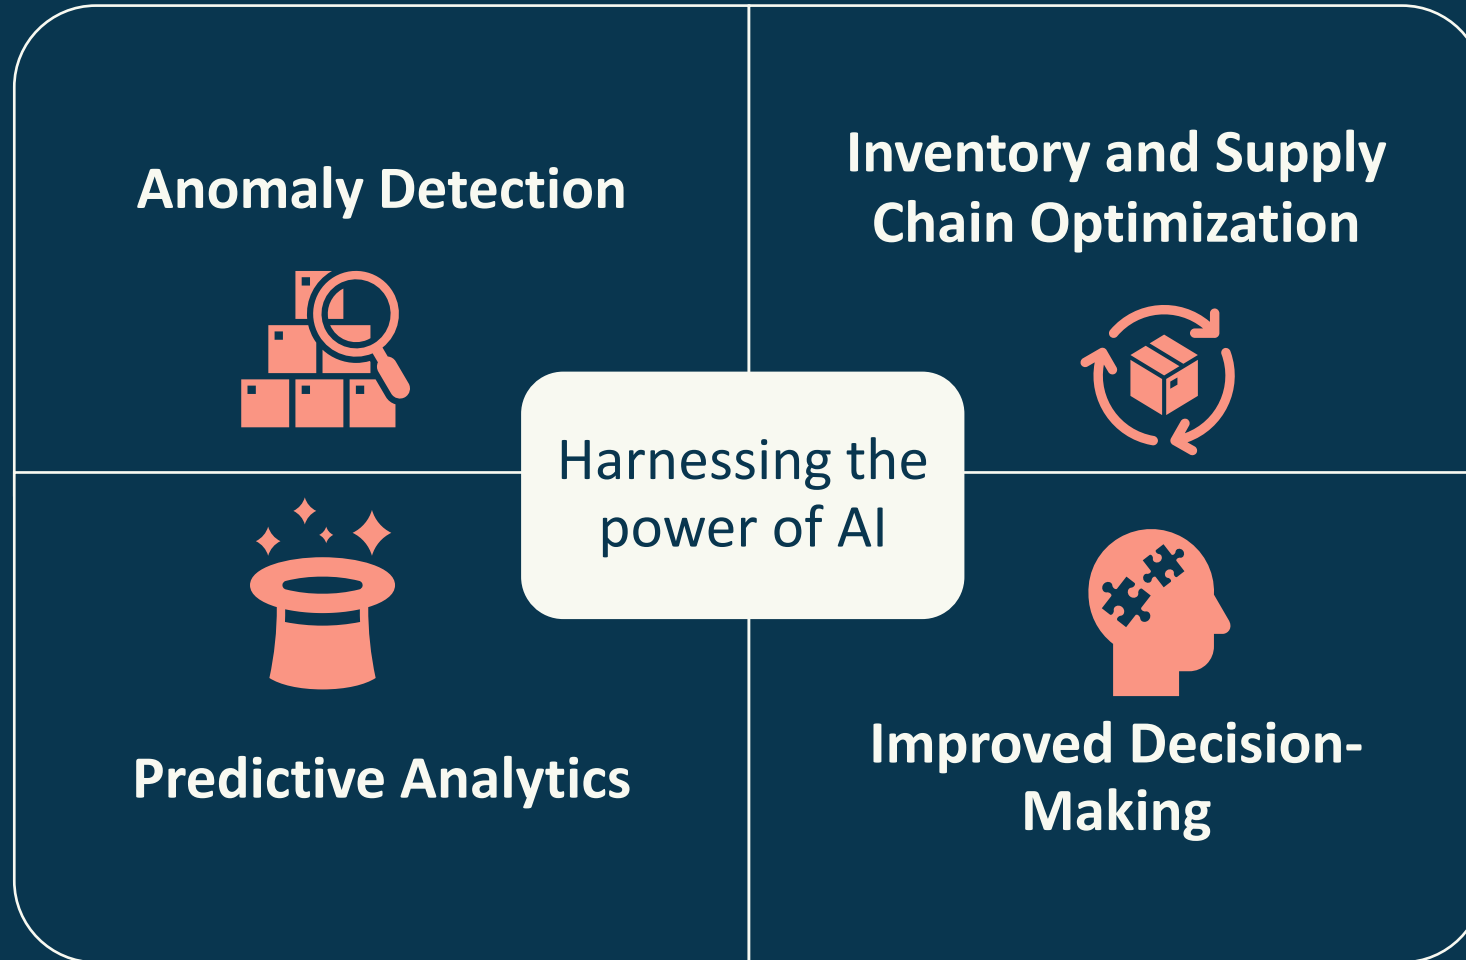 Anomaly Detection
Inventory and Supply
Chain Optimization
Harnessing the
power of AI
Predictive Analytics
Improved Decision-
Making